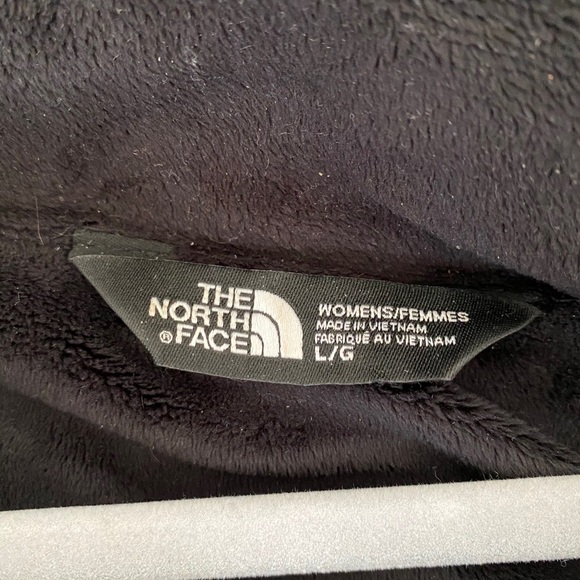 THE
NORTH
® FACE
WOMENS/FEMMES
MADE IN VIETNAM
FABRIQUÉ AU VIETNAM
L/G